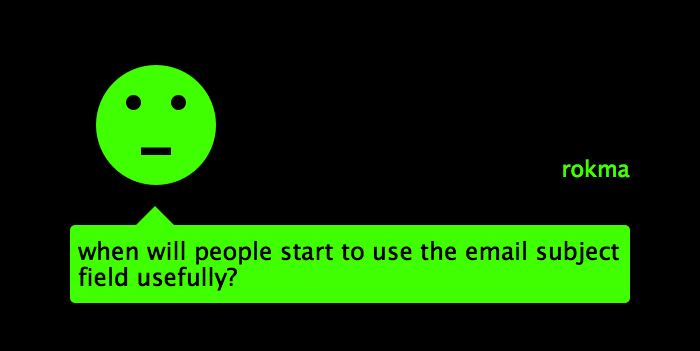 rokma
when will people start to use the email subject
field usefully?